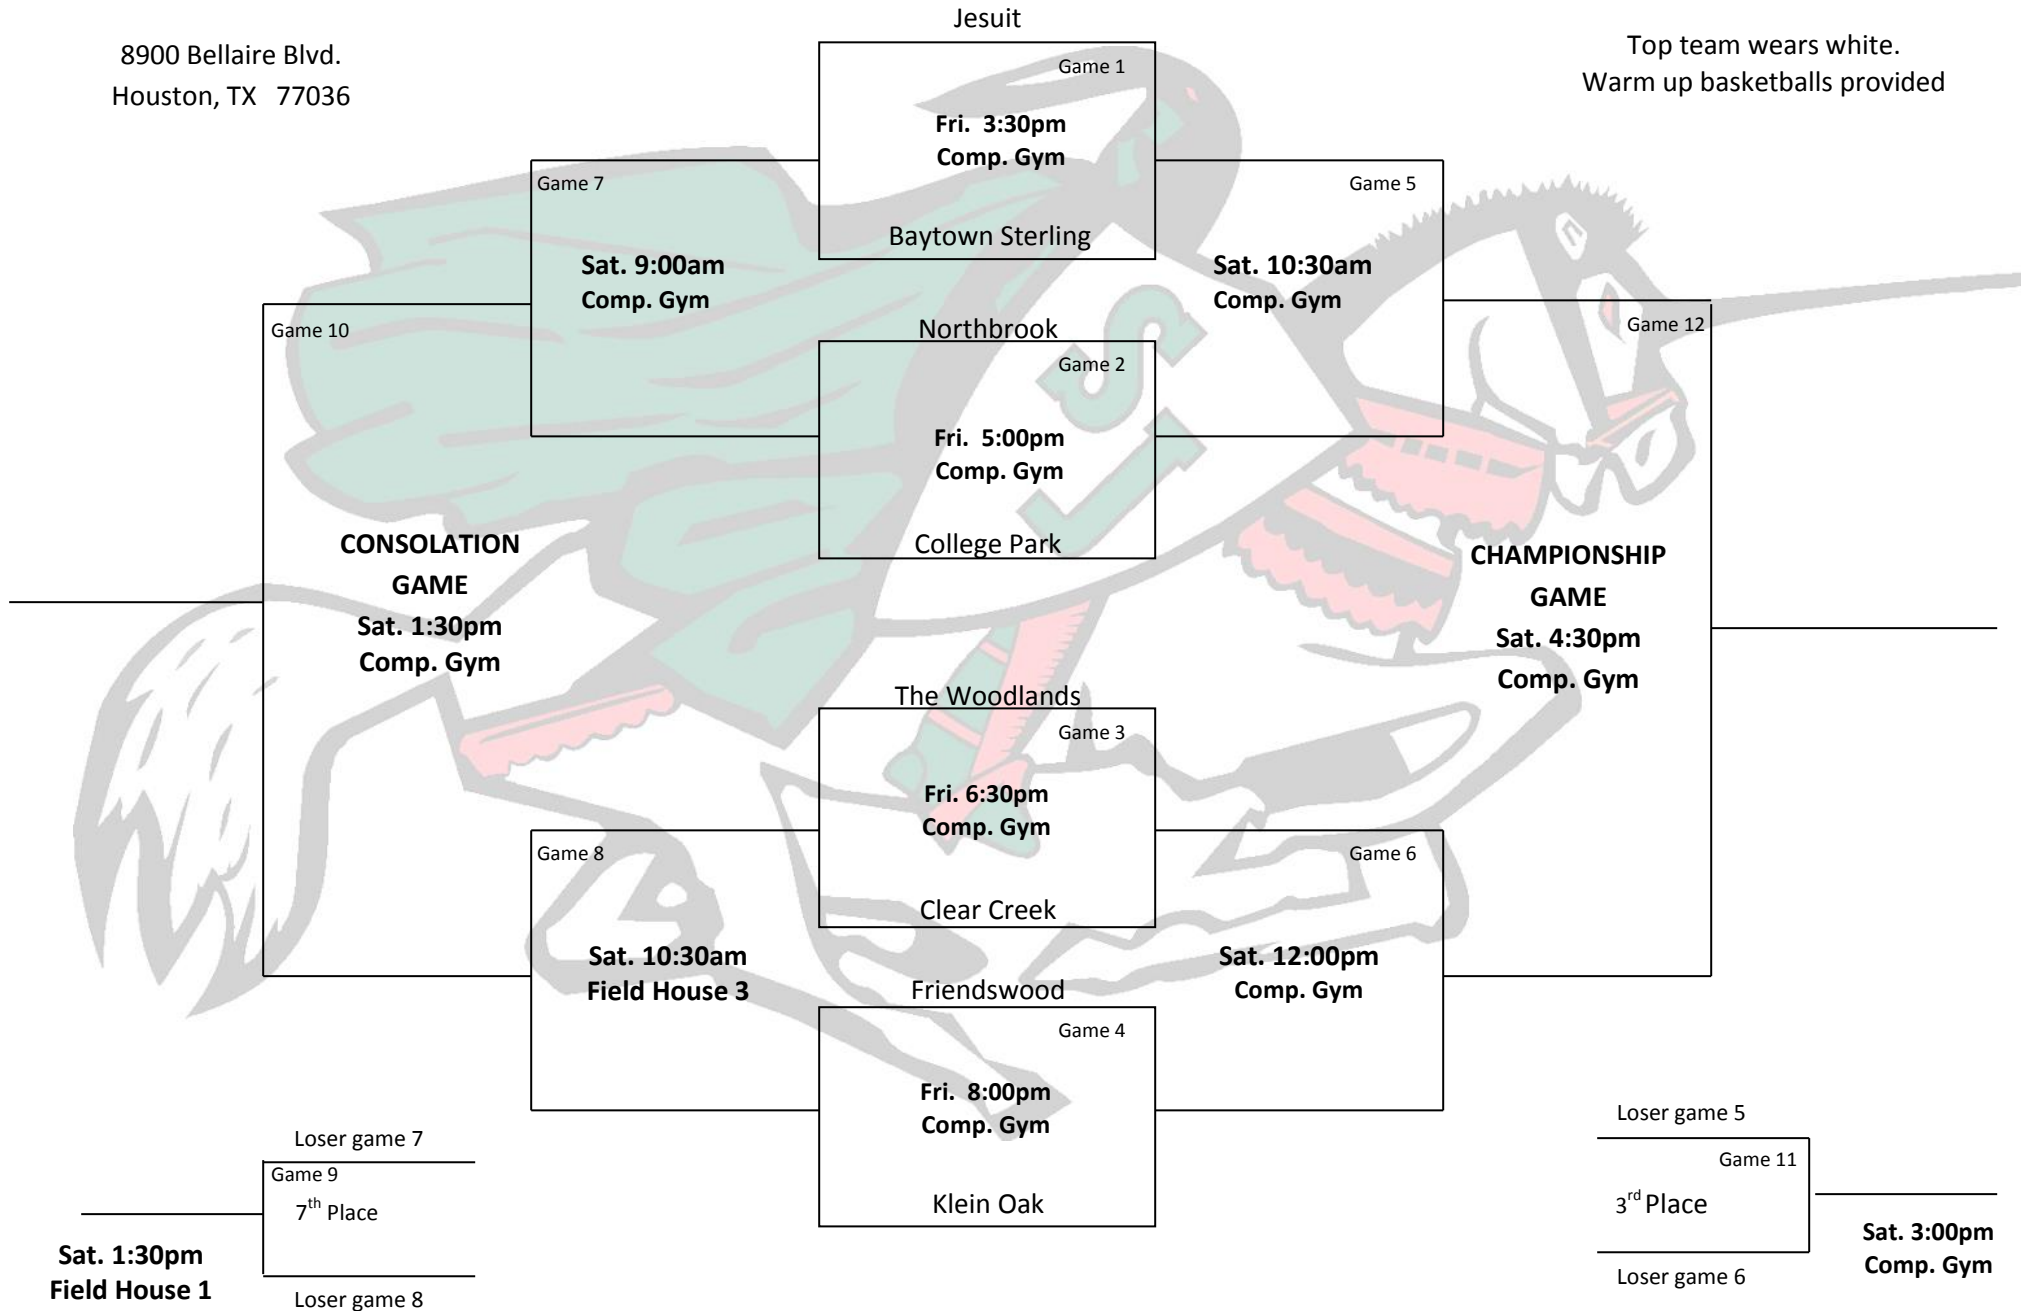 Jesuit
8900 Bellaire Blvd.
Houston, TX 77036
Top team wears white.
Warm up basketballs provided
Game 1
Fri. 3:30pm
Comp. Gym
Baytown Sterling
Game 7
Sat. 9:00am
Comp. Gym
Game 5
Sat. 10:30am
Comp. Gym
Northbrook
Game 2
Fri. 5:00pm
Comp. Gym
College Park
Game 10
CONSOLATION
GAME
Sat. 1:30pm
Comp. Gym
Game 12
CHAMPIONSHIP
GAME
Sat. 4:30pm
Comp. Gym
LSJ
The Woodlands
Game 3
Fri. 6:30pm
Comp. Gym
Clear Creek
Game 8
Sat. 10:30am
Field House 3
Game 6
Sat. 12:00pm
Comp. Gym
Friendswood
Game 4
Fri. 8:00pm
Comp. Gym
Klein Oak
Loser game 7
Game 9
7th Place
Sat. 1:30pm
Field House 1
Loser game 8
Loser game 5
Game 11
3rd Place
Sat. 3:00pm
Comp. Gym
Loser game 6